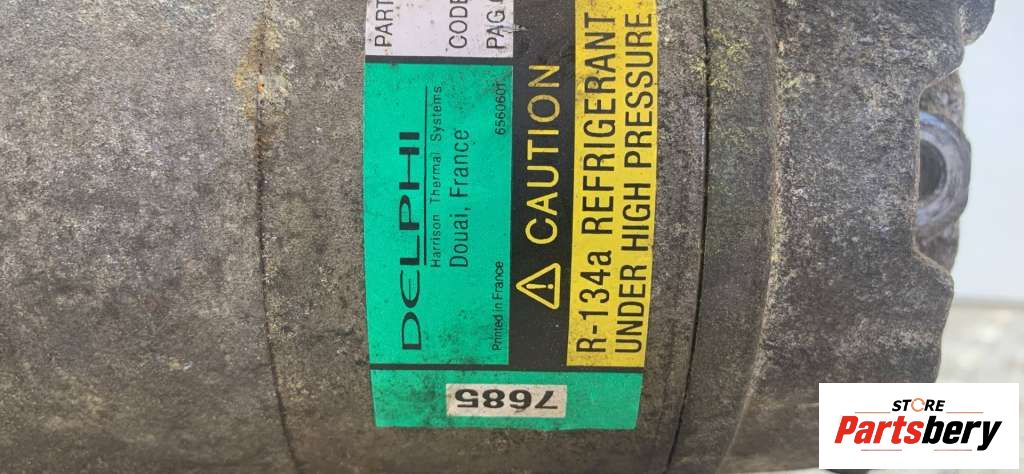 PART
CODE
PAG
DELPHI
Harrison Thermal Systems
Douai, France
Printed in France
6560601
CAUTION
R-134a REFRIGERANT
UNDER HIGH PRESSURE
7685
STORE
Partsbery